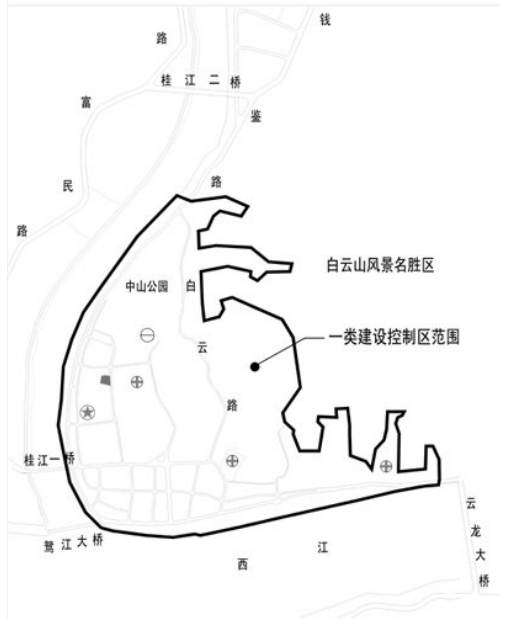 钱鉴路
桂江二桥
富民路
白云山风景名胜区
中山公园
白云路
一类建设控制区范围
桂江一桥
鸳江大桥
西江
云龙大桥